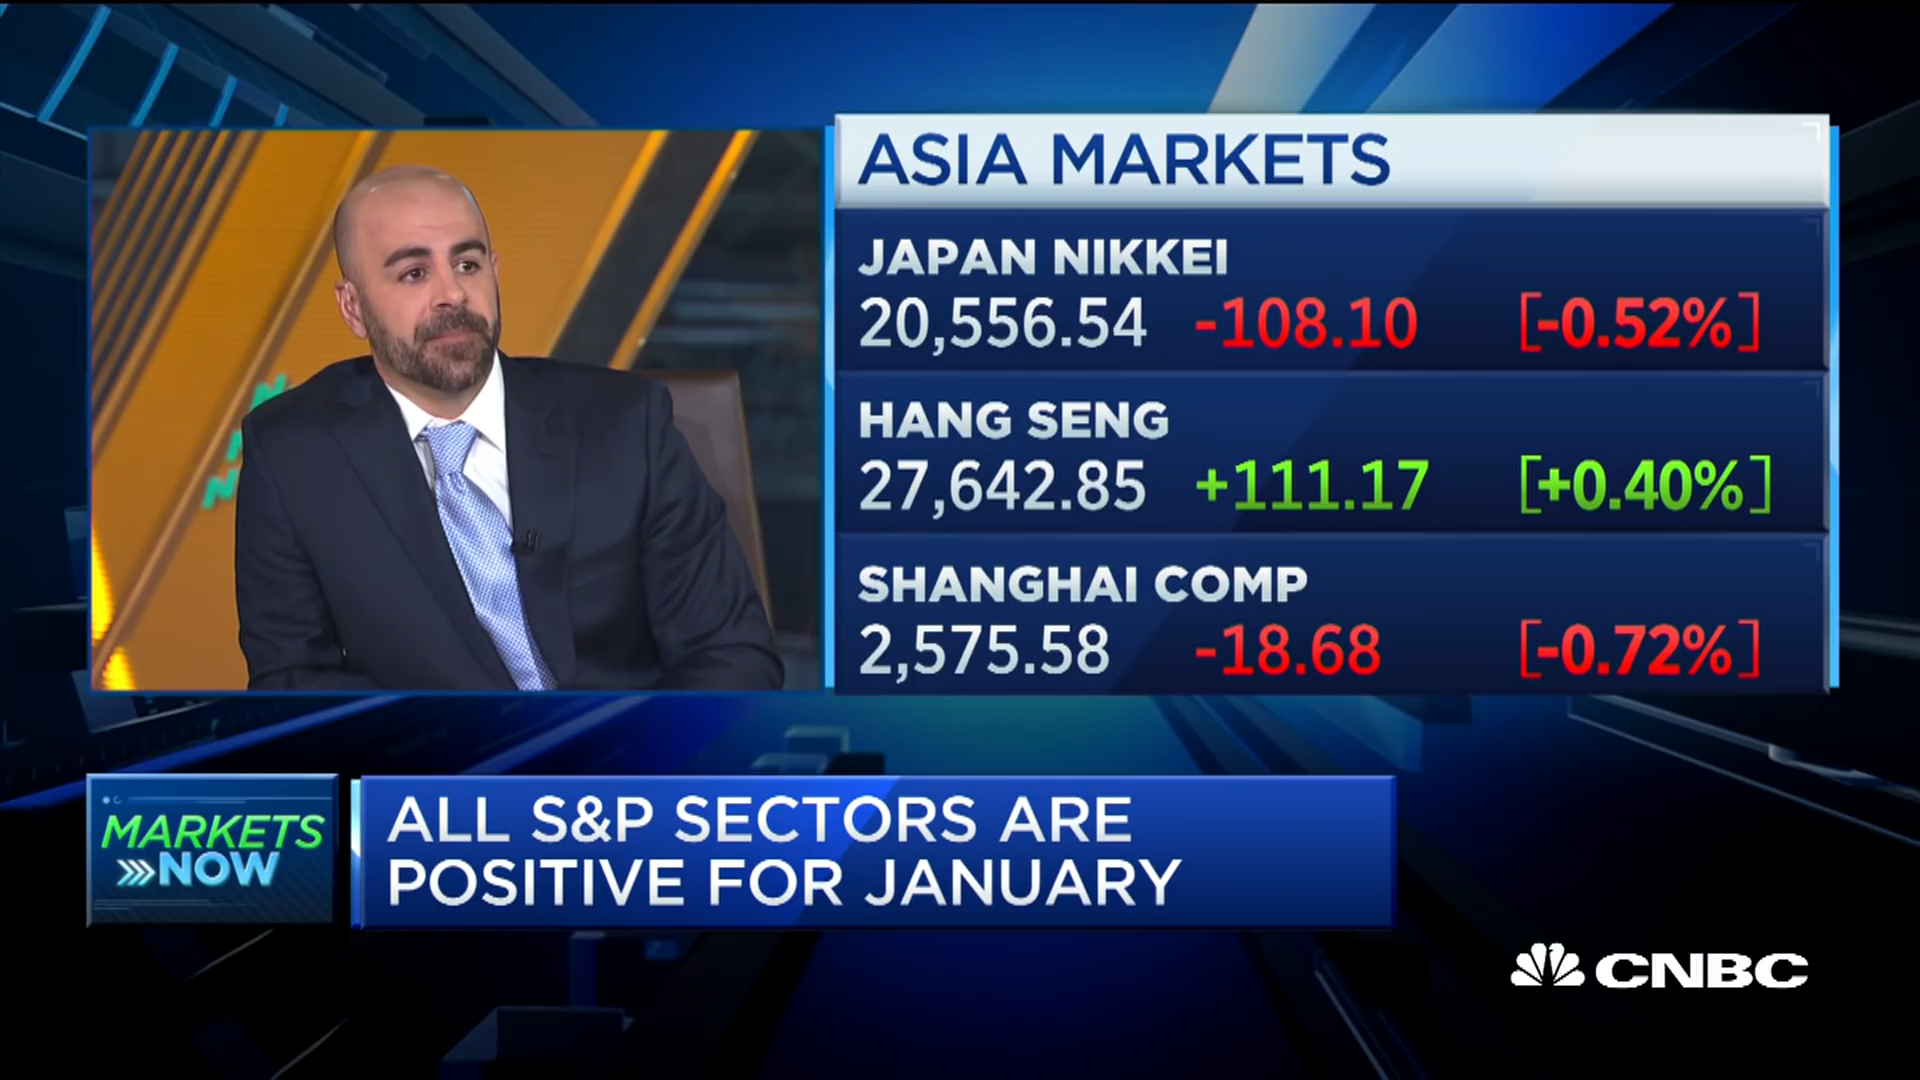 ASIA MARKETS
JAPAN NIKKEI
20,556.54 -108.10 [-0.52%]
HANG SENG
27,642.85 +111.17 [+0.40%]
SHANGHAI COMP
2,575.58 -18.68 [-0.72%]
MARKETS
NOW
ALL S&P SECTORS ARE
POSITIVE FOR JANUARY
CNBC